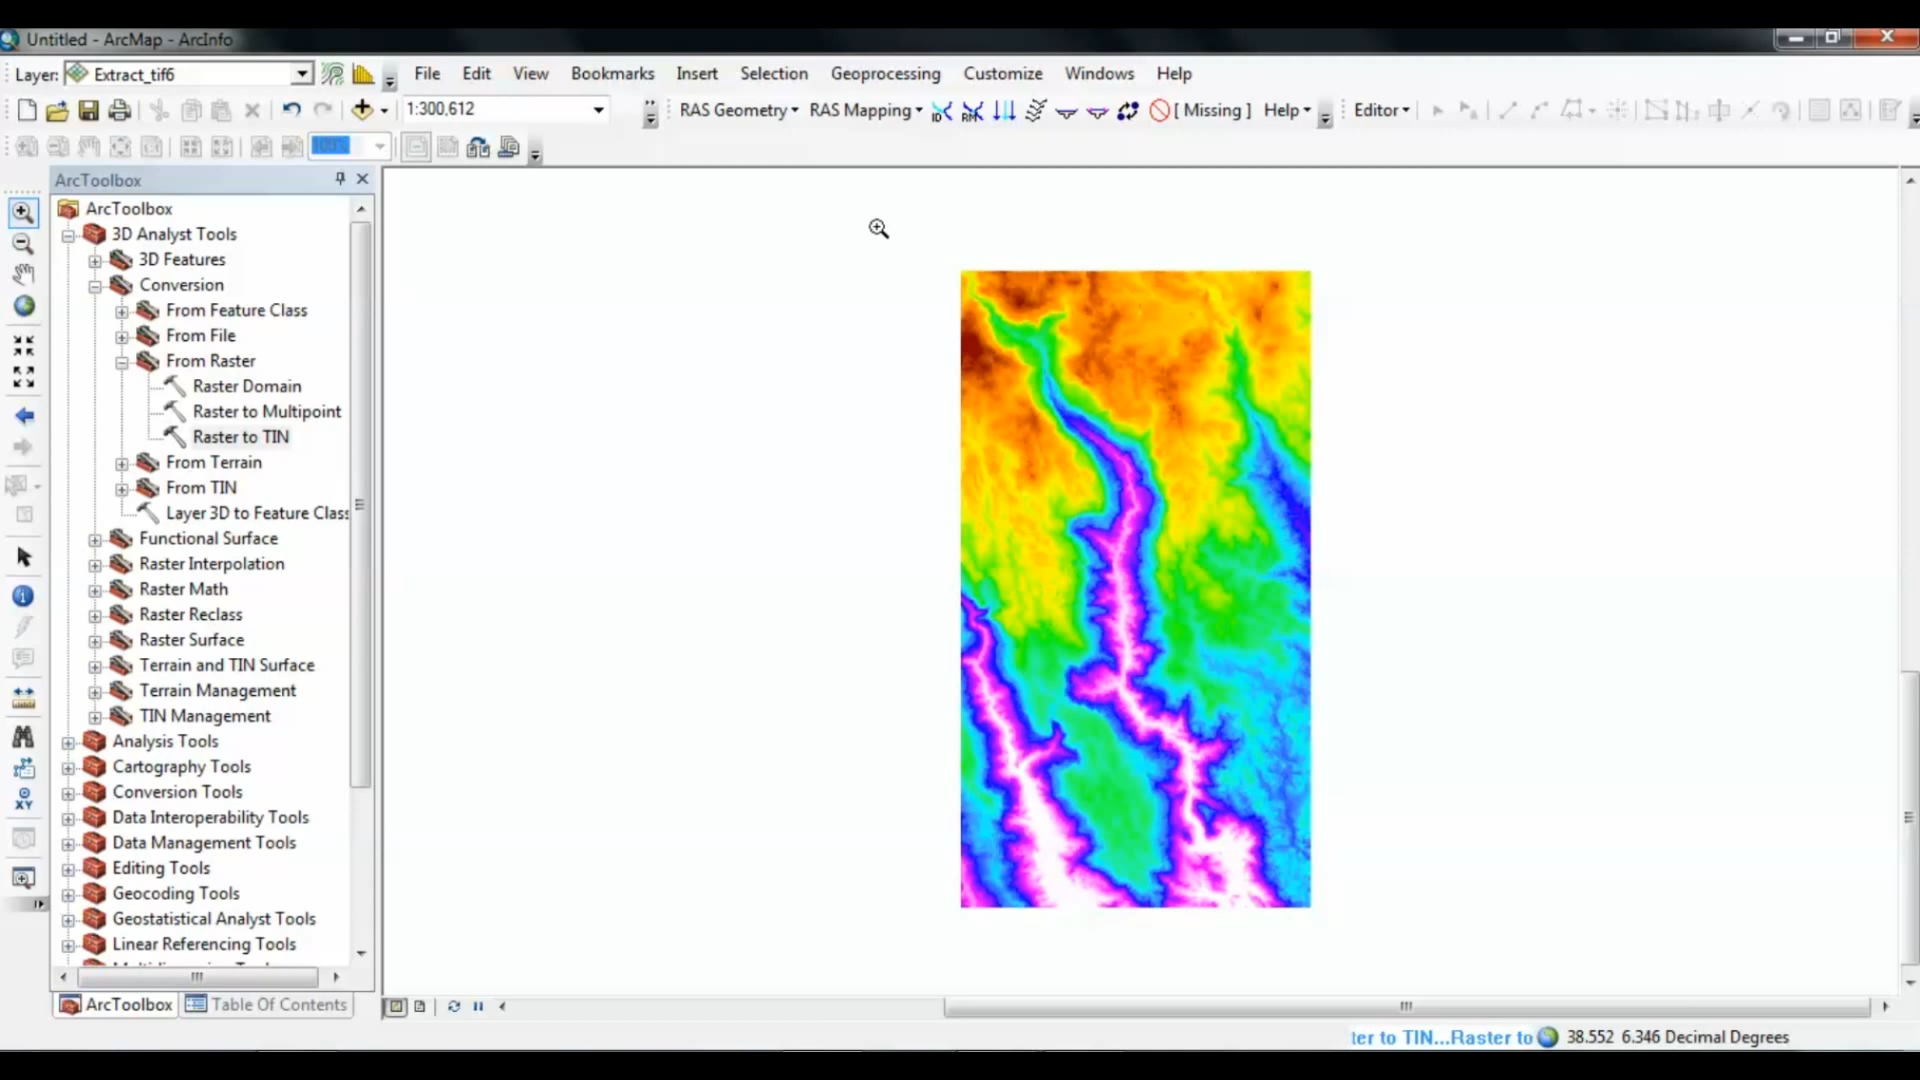 Untitled - ArcMap - ArcInfo
Layer: Extract_tif6 File Edit View Bookmarks Insert Selection Geoprocessing Customize Windows Help
1:300,612 RAS Geometry RAS Mapping ID RM [ Missing ] Help Editor
100%
ArcToolbox
ArcToolbox
3D Analyst Tools
3D Features
Conversion
From Feature Class
From File
From Raster
Raster Domain
Raster to Multipoint
Raster to TIN
From Terrain
From TIN
Layer 3D to Feature Class
Functional Surface
Raster Interpolation
Raster Math
Raster Reclass
Raster Surface
Terrain and TIN Surface
Terrain Management
TIN Management
Analysis Tools
Cartography Tools
Conversion Tools
Data Interoperability Tools
Data Management Tools
Editing Tools
Geocoding Tools
Geostatistical Analyst Tools
Linear Referencing Tools
XY
ArcToolbox Table Of Contents
ter to TIN...Raster to 38.552 6.346 Decimal Degrees